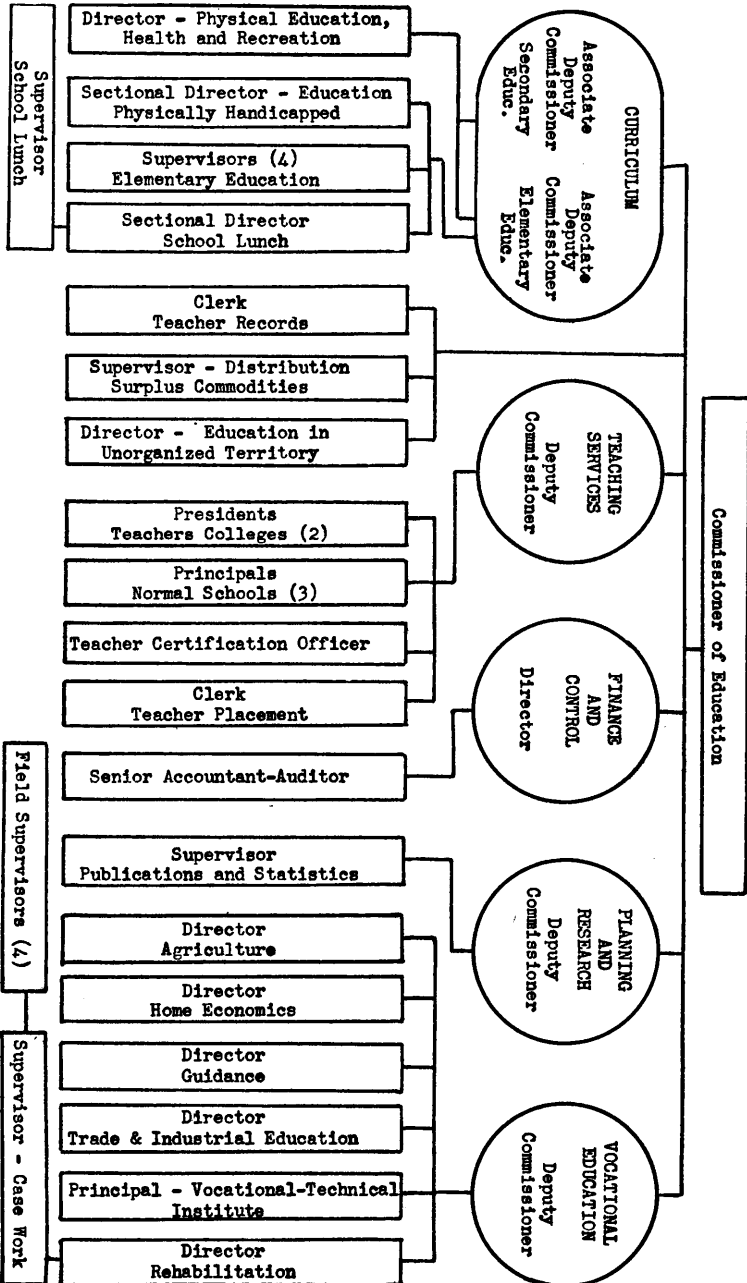 Commissioner of Education
CURRICULUM
Associate
Deputy
Commissioner
Secondary
Educ.
Associate
Deputy
Commissioner
Elementary
Educ.
TEACHING
SERVICES
Deputy
Commissioner
FINANCE
AND
CONTROL
Director
PLANNING
AND
RESEARCH
Deputy
Commissioner
VOCATIONAL
EDUCATION
Deputy
Commissioner
Director - Physical Education,
Health and Recreation
Sectional Director - Education
Physically Handicapped
Supervisors (4)
Elementary Education
Sectional Director
School Lunch
Supervisor
School Lunch
Clerk
Teacher Records
Supervisor - Distribution
Surplus Commodities
Director - Education in
Unorganized Territory
Presidents
Teachers Colleges (2)
Principals
Normal Schools (3)
Teacher Certification Officer
Clerk
Teacher Placement
Senior Accountant-Auditor
Supervisor
Publications and Statistics
Director
Agriculture
Director
Home Economics
Director
Guidance
Director
Trade & Industrial Education
Principal - Vocational-Technical
Institute
Director
Rehabilitation
Field Supervisors (4)
Supervisor - Case Work